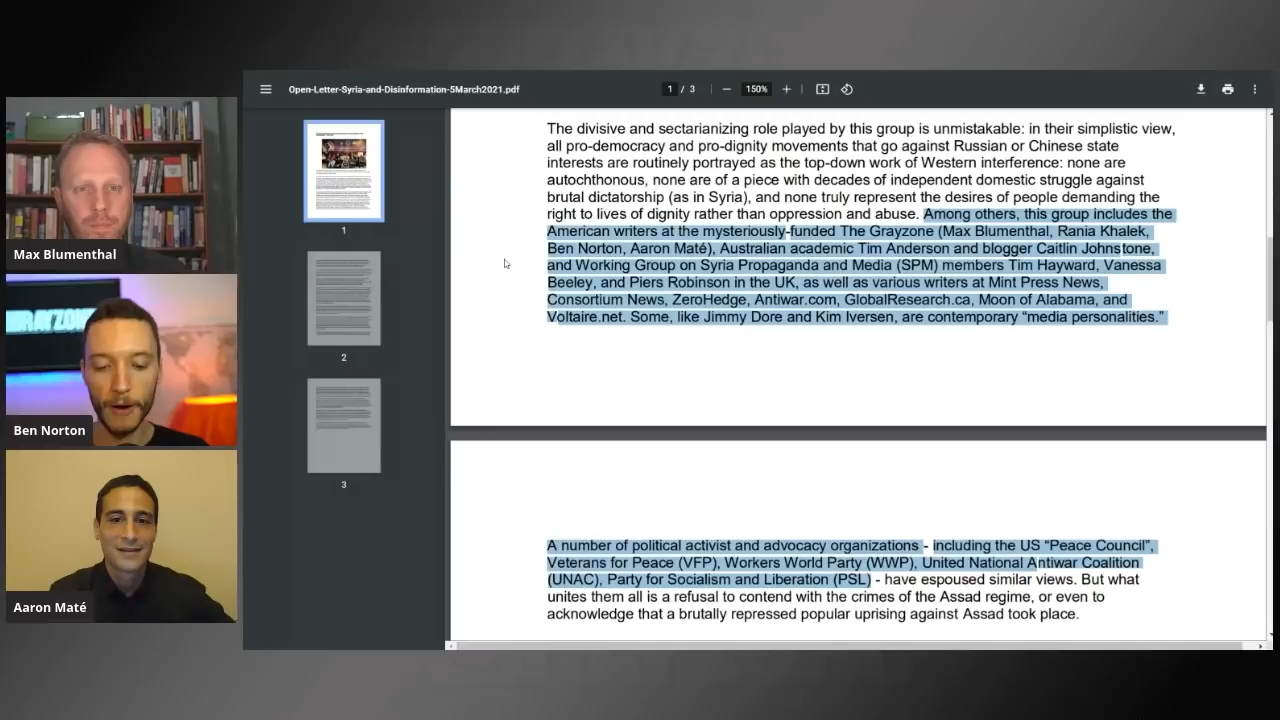 Open-Letter-Syria-and-Disinformation-5March2021.pdf
1 / 3
150%
Max Blumenthal
Ben Norton
Aaron Maté
1
2
3
The divisive and sectarianizing role played by this group is unmistakable: in their simplistic view,
all pro-democracy and pro-dignity movements that go against Russian or Chinese state
interests are routinely portrayed as the top-down work of Western interference: none are
autochthonous, none are of a piece with decades of independent domestic struggle against
brutal dictatorship (as in Syria), and none truly represent the desires of people demanding the
right to lives of dignity rather than oppression and abuse. Among others, this group includes the
American writers at the mysteriously-funded The Grayzone (Max Blumenthal, Rania Khalek,
Ben Norton, Aaron Maté), Australian academic Tim Anderson and blogger Caitlin Johnstone,
and Working Group on Syria Propaganda and Media (SPM) members Tim Hayward, Vanessa
Beeley, and Piers Robinson in the UK, as well as various writers at Mint Press News,
Consortium News, ZeroHedge, Antiwar.com, GlobalResearch.ca, Moon of Alabama, and
Voltaire.net. Some, like Jimmy Dore and Kim Iversen, are contemporary “media personalities.”
A number of political activist and advocacy organizations - including the US “Peace Council”,
Veterans for Peace (VFP), Workers World Party (WWP), United National Antiwar Coalition
(UNAC), Party for Socialism and Liberation (PSL) - have espoused similar views. But what
unites them all is a refusal to contend with the crimes of the Assad regime, or even to
acknowledge that a brutally repressed popular uprising against Assad took place.